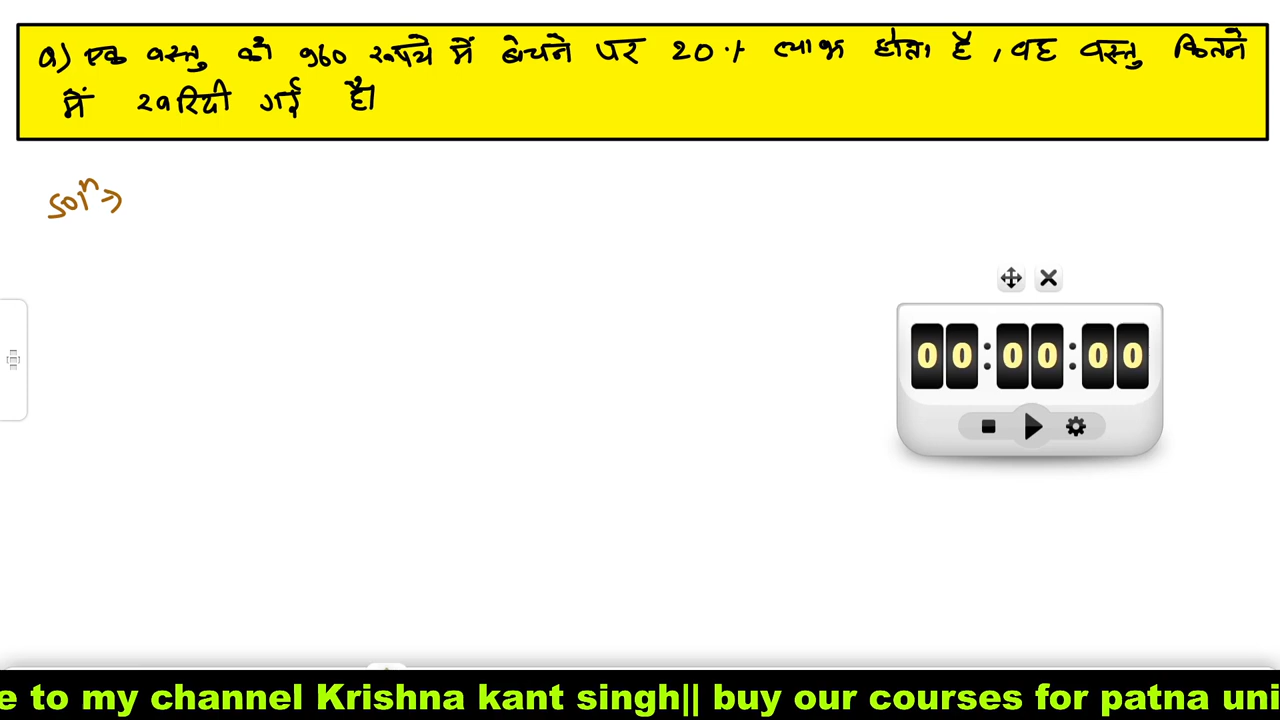 Q) एक वस्तु को 960 रूपये में बेचने पर 20% लाभ होता है, वह वस्तु कितने
में खरिदी गई है।
Solⁿ⇒
00:00:00
e to my channel Krishna kant singh|| buy our courses for patna uni